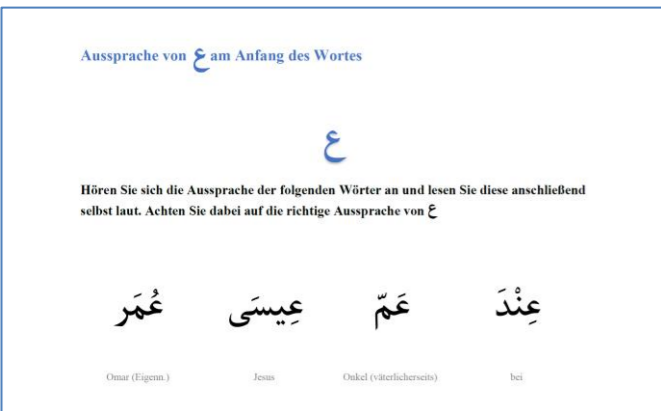 Aussprache von ع am Anfang des Wortes
ع
Hören Sie sich die Aussprache der folgenden Wörter an und lesen Sie diese anschließend
selbst laut. Achten Sie dabei auf die richtige Aussprache von ع
عِنْدَ عَمّ عِيسَى عُمَر
Omar (Eigenn.) Jesus Onkel (väterlicherseits) bei